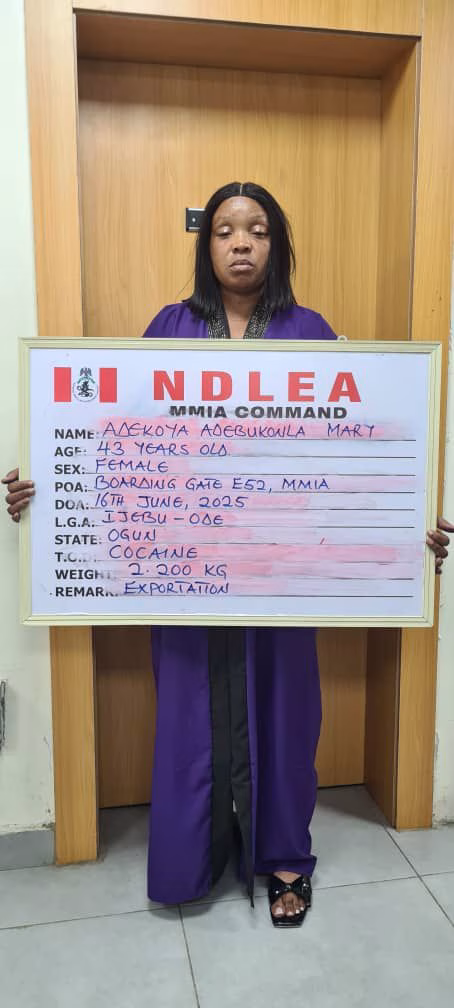 NDLEA
MMIA COMMAND
NAME: ADEKOYA ADEBUKONLA MARY
AGE: 43 YEARS OLD
SEX: FEMALE
POA: BOARDING GATE E52, MMIA
DOA: 16TH JUNE, 2025
L.G.A: IJEBU-ODE
STATE: OGUN
T.O.D: COCAINE
WEIGHT: 2.200 KG
REMARK: EXPORTATION